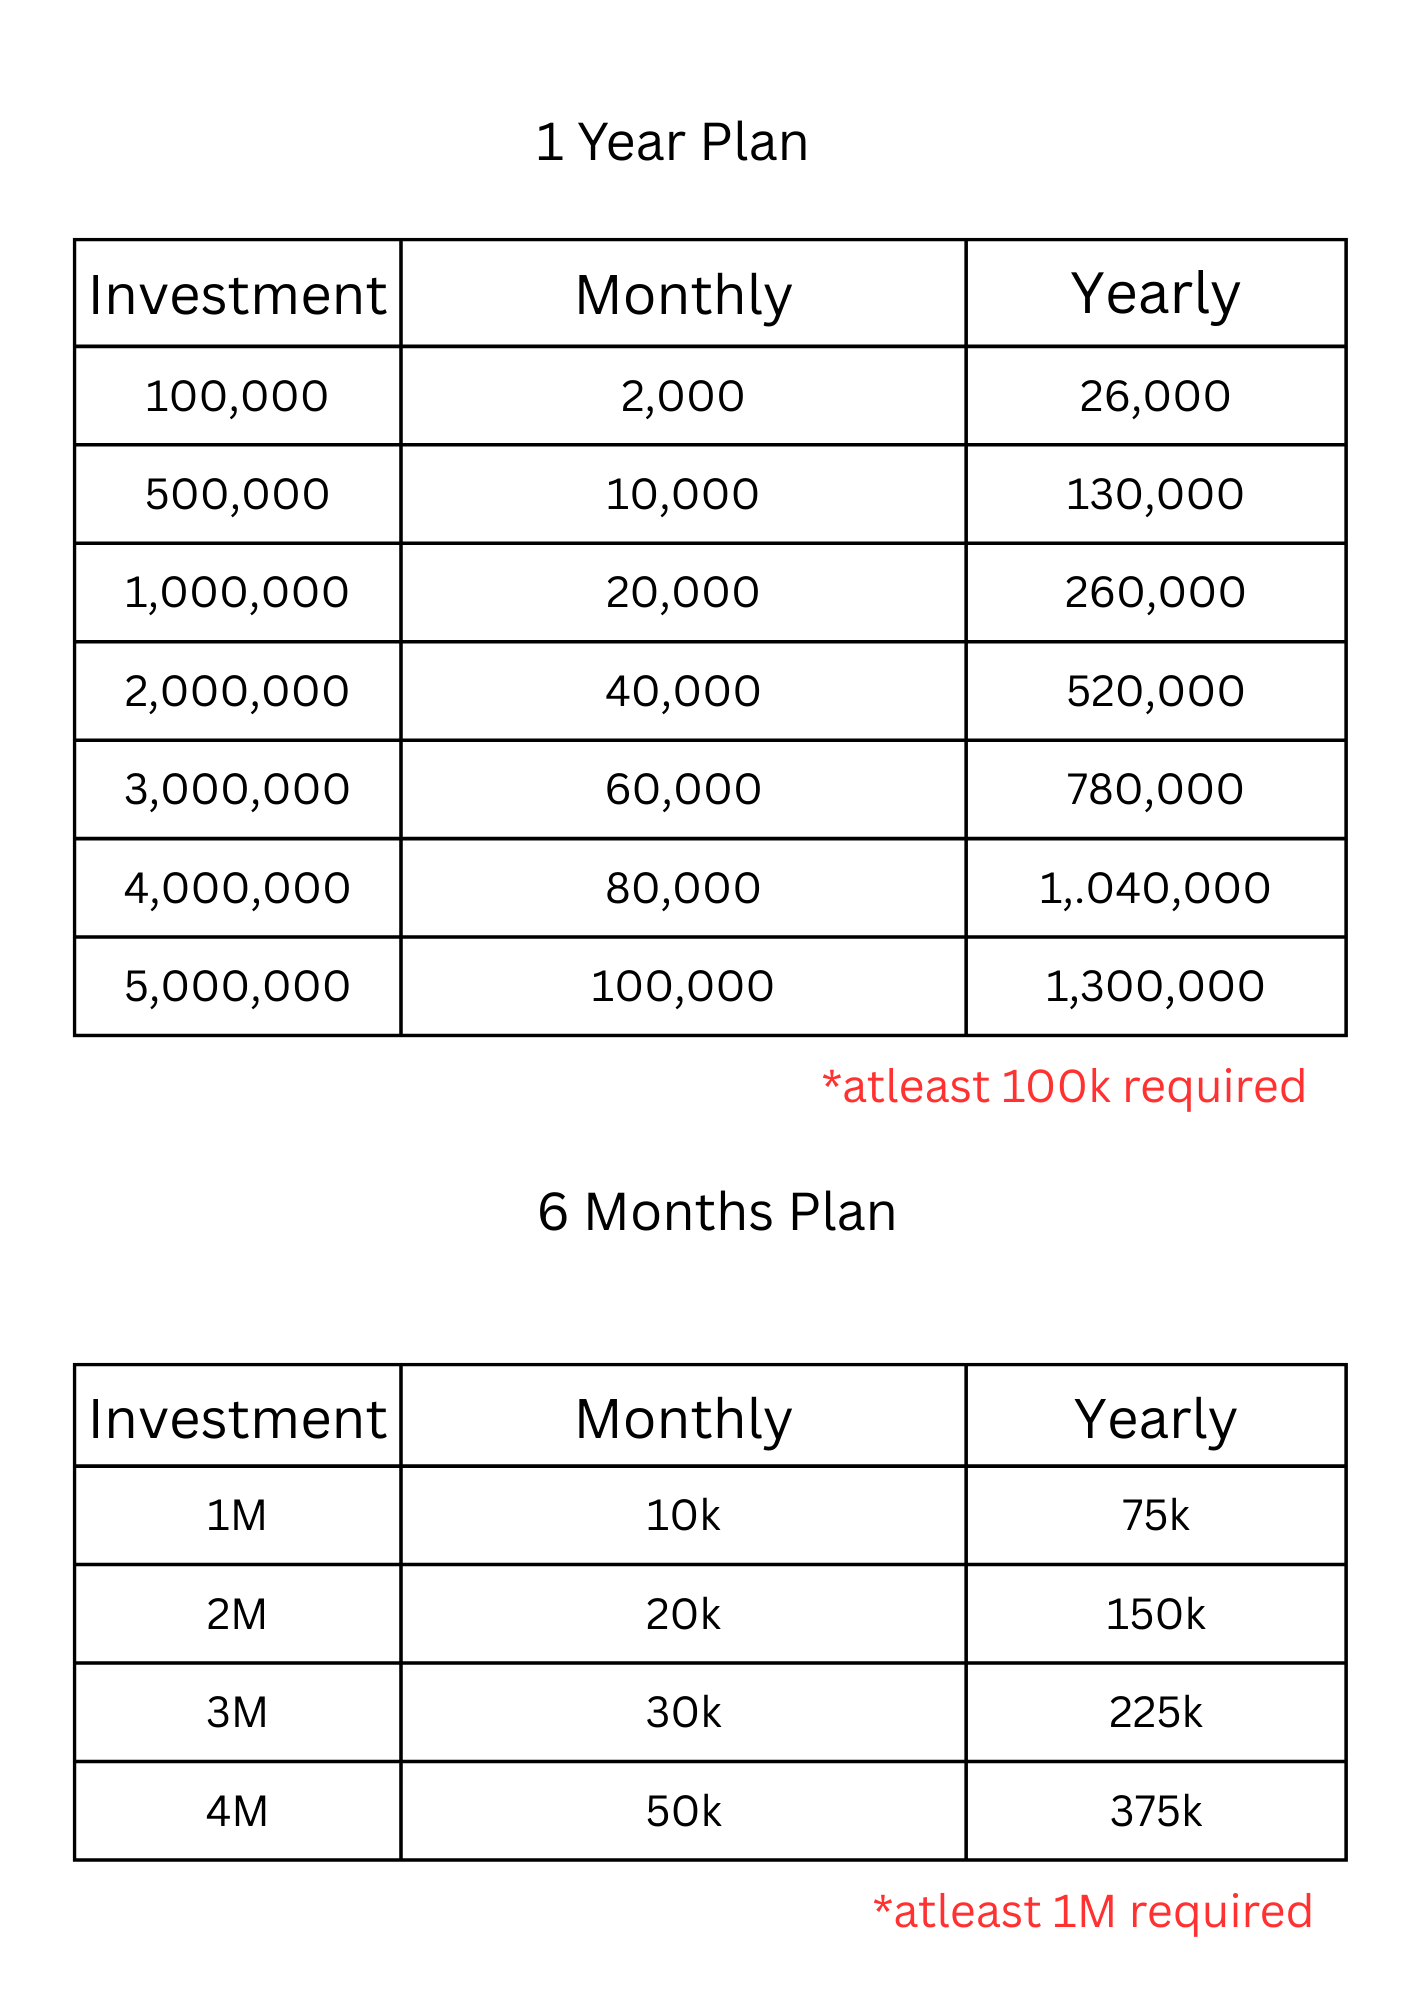 1 Year Plan
Investment Monthly Yearly
100,000 2,000 26,000
500,000 10,000 130,000
1,000,000 20,000 260,000
2,000,000 40,000 520,000
3,000,000 60,000 780,000
4,000,000 80,000 1,.040,000
5,000,000 100,000 1,300,000
*atleast 100k required
6 Months Plan
Investment Monthly Yearly
1M 10k 75k
2M 20k 150k
3M 30k 225k
4M 50k 375k
*atleast 1M required